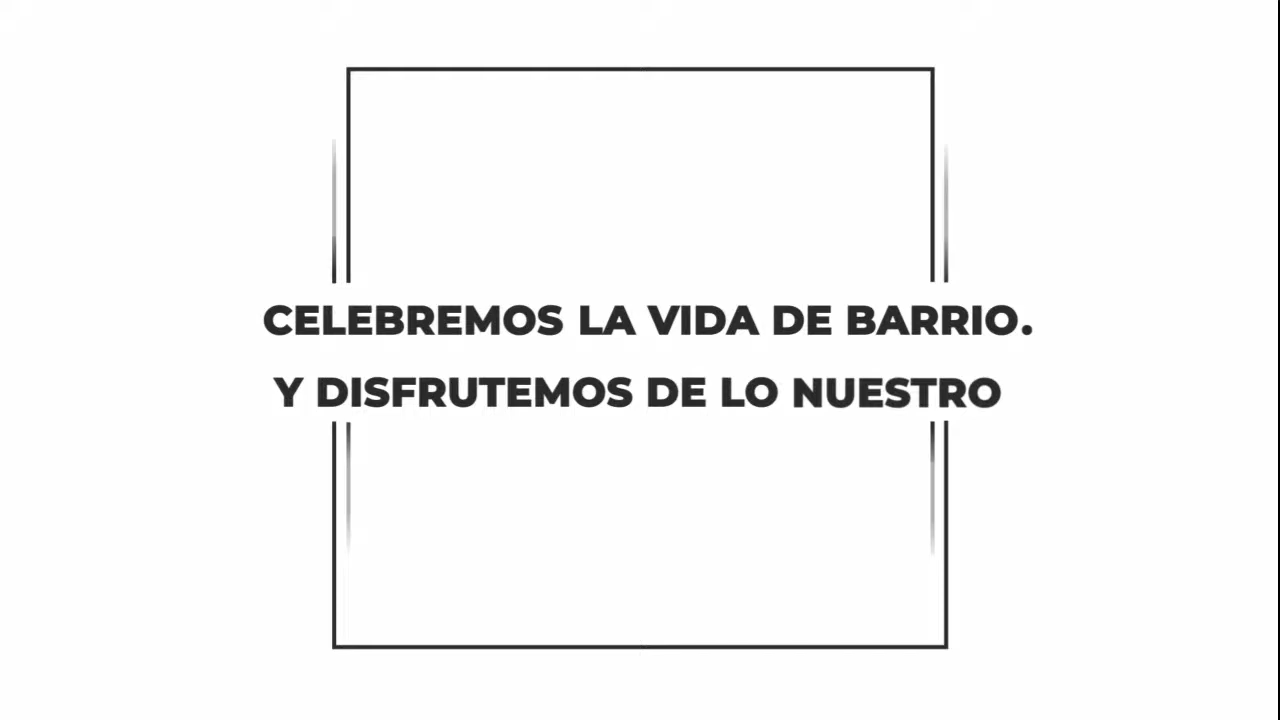 CELEBREMOS LA VIDA DE BARRIO.
Y DISFRUTEMOS DE LO NUESTRO